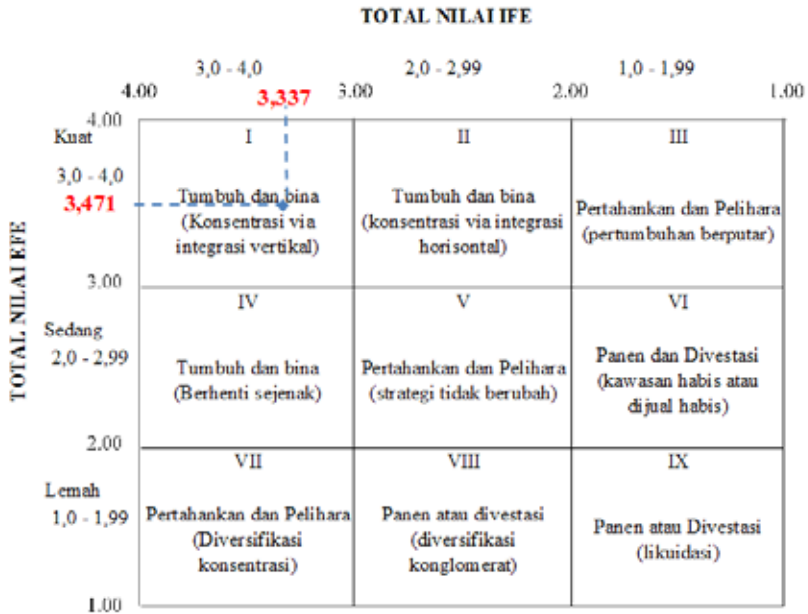 TOTAL NILAI IFE
3,0 - 4,0 2,0 - 2,99 1,0 - 1,99
4.00 3,337 3.00 2.00 1.00
4.00
Kuat
3,0 - 4,0
3,471
3.00
Sedang
2,0 - 2,99
2.00
Lemah
1,0 - 1,99
1.00
TOTAL NILAI EFE
I
Tumbuh dan bina
(Konsentrasi via
integrasi vertikal)
II
Tumbuh dan bina
(konsentrasi via integrasi
horisontal)
III
Pertahankan dan Pelihara
(pertumbuhan berputar)
IV
Tumbuh dan bina
(Berhenti sejenak)
V
Pertahankan dan Pelihara
(strategi tidak berubah)
VI
Panen dan Divestasi
(kawasan habis atau
dijual habis)
VII
Pertahankan dan Pelihara
(Diversifikasi
konsentrasi)
VIII
Panen atau divestasi
(diversifikasi
konglomerat)
IX
Panen atau Divestasi
(likuidasi)